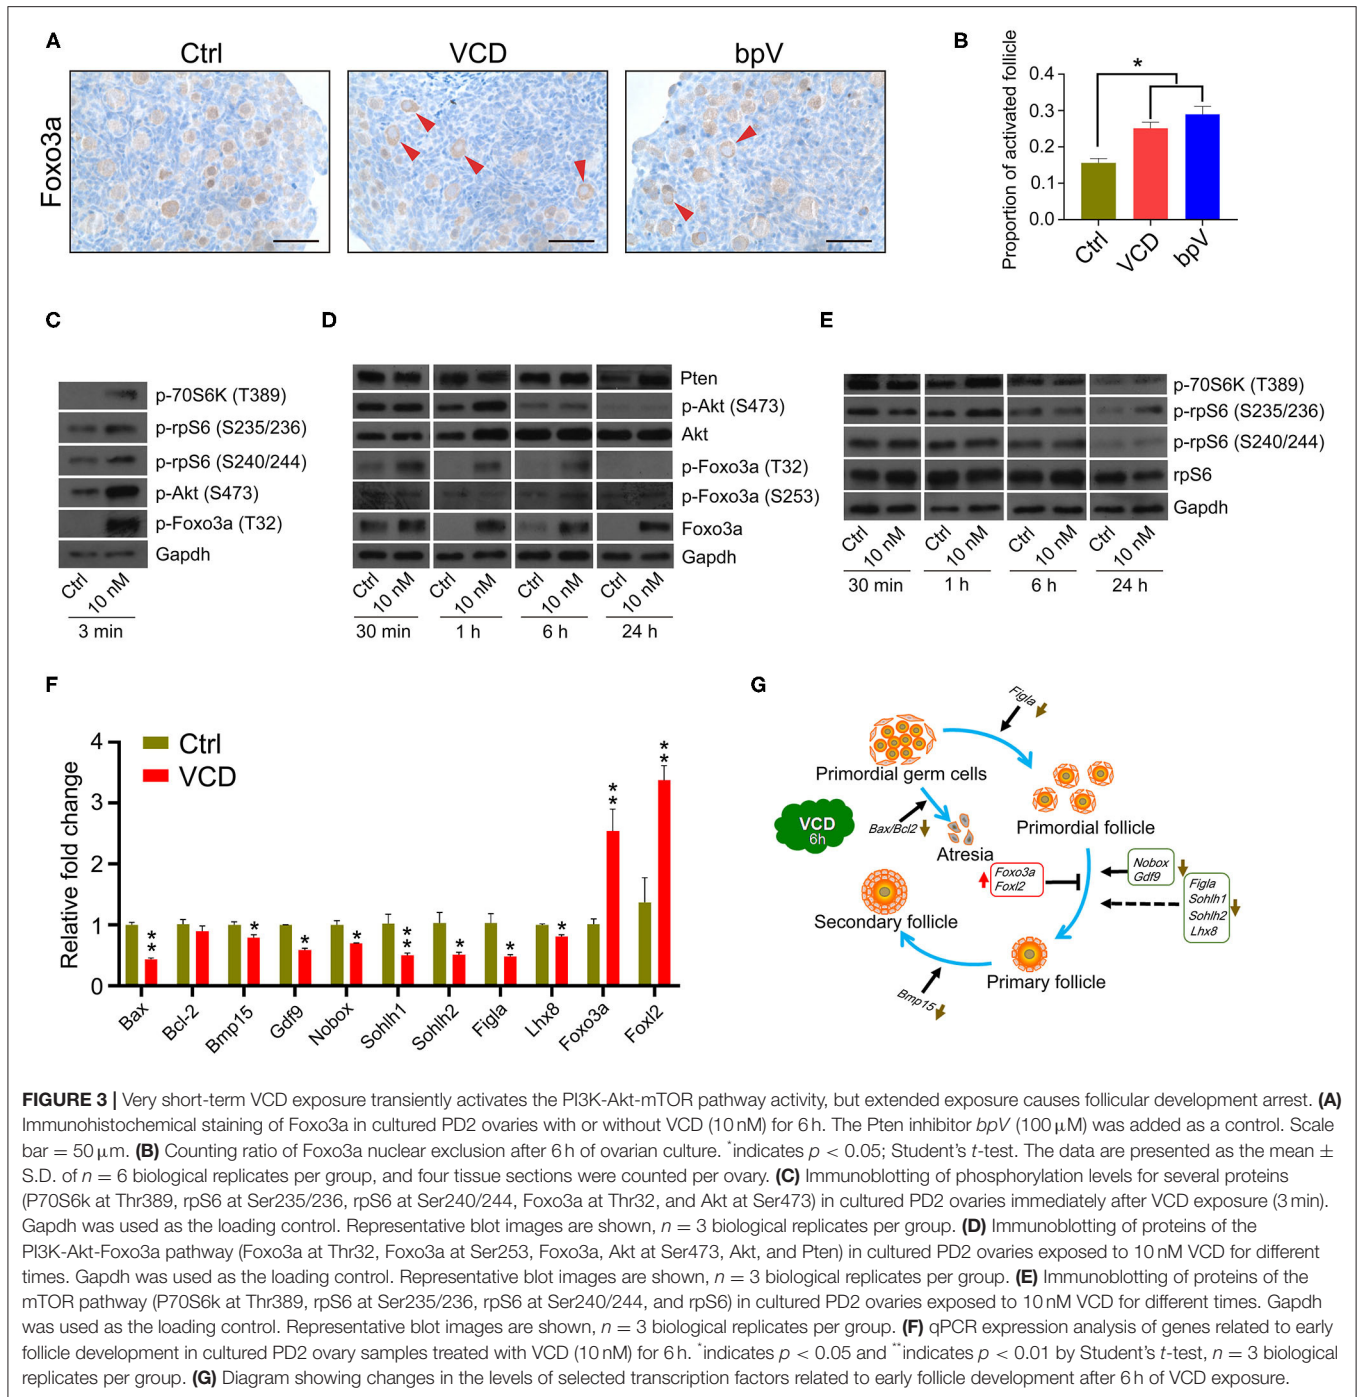 A
Ctrl
VCD
bpV
Foxo3a
B
Proportion of activated follicle
0.4
0.3
0.2
0.1
0.0
*
Ctrl
VCD
bpV
C
p-70S6K (T389)
p-rpS6 (S235/236)
p-rpS6 (S240/244)
p-Akt (S473)
p-Foxo3a (T32)
Gapdh
Ctrl
10 nM
3 min
D
Pten
p-Akt (S473)
Akt
p-Foxo3a (T32)
p-Foxo3a (S253)
Foxo3a
Gapdh
Ctrl
10 nM
Ctrl
10 nM
Ctrl
10 nM
Ctrl
10 nM
30 min
1 h
6 h
24 h
E
p-70S6K (T389)
p-rpS6 (S235/236)
p-rpS6 (S240/244)
rpS6
Gapdh
Ctrl
10 nM
Ctrl
10 nM
Ctrl
10 nM
Ctrl
10 nM
30 min
1 h
6 h
24 h
F
Relative fold change
4
3
2
1
0
Ctrl
VCD
**
*
*
*
**
*
*
*
**
**
Bax
Bcl-2
Bmp15
Gdf9
Nobox
Sohlh1
Sohlh2
Figla
Lhx8
Foxo3a
Foxl2
G
Figla
Primordial germ cells
Primordial follicle
VCD
6h
Bax/Bcl2
Atresia
Foxo3a
Foxl2
Nobox
Gdf9
Figla
Sohlh1
Sohlh2
Lhx8
Secondary follicle
Primary follicle
Bmp15
FIGURE 3 | Very short-term VCD exposure transiently activates the PI3K-Akt-mTOR pathway activity, but extended exposure causes follicular development arrest. (A)
Immunohistochemical staining of Foxo3a in cultured PD2 ovaries with or without VCD (10 nM) for 6 h. The Pten inhibitor bpV (100 μM) was added as a control. Scale
bar = 50 μm. (B) Counting ratio of Foxo3a nuclear exclusion after 6 h of ovarian culture. *indicates p < 0.05; Student's t-test. The data are presented as the mean ±
S.D. of n = 6 biological replicates per group, and four tissue sections were counted per ovary. (C) Immunoblotting of phosphorylation levels for several proteins
(P70S6k at Thr389, rpS6 at Ser235/236, rpS6 at Ser240/244, Foxo3a at Thr32, and Akt at Ser473) in cultured PD2 ovaries immediately after VCD exposure (3 min).
Gapdh was used as the loading control. Representative blot images are shown, n = 3 biological replicates per group. (D) Immunoblotting of proteins of the
PI3K-Akt-Foxo3a pathway (Foxo3a at Thr32, Foxo3a at Ser253, Foxo3a, Akt at Ser473, Akt, and Pten) in cultured PD2 ovaries exposed to 10 nM VCD for different
times. Gapdh was used as the loading control. Representative blot images are shown, n = 3 biological replicates per group. (E) Immunoblotting of proteins of the
mTOR pathway (P70S6k at Thr389, rpS6 at Ser235/236, rpS6 at Ser240/244, and rpS6) in cultured PD2 ovaries exposed to 10 nM VCD for different times. Gapdh
was used as the loading control. Representative blot images are shown, n = 3 biological replicates per group. (F) qPCR expression analysis of genes related to early
follicle development in cultured PD2 ovary samples treated with VCD (10 nM) for 6 h. *indicates p < 0.05 and **indicates p < 0.01 by Student's t-test, n = 3 biological
replicates per group. (G) Diagram showing changes in the levels of selected transcription factors related to early follicle development after 6 h of VCD exposure.